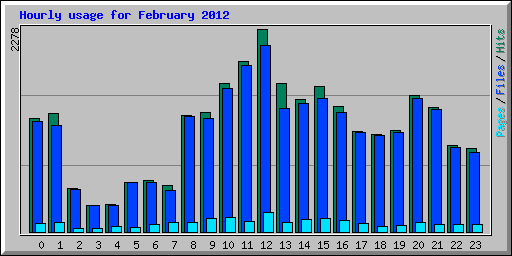 Hourly usage for February 2012
2278
Pages/Files/Hits
0 1 2 3 4 5 6 7 8 9 10 11 12 13 14 15 16 17 18 19 20 21 22 23